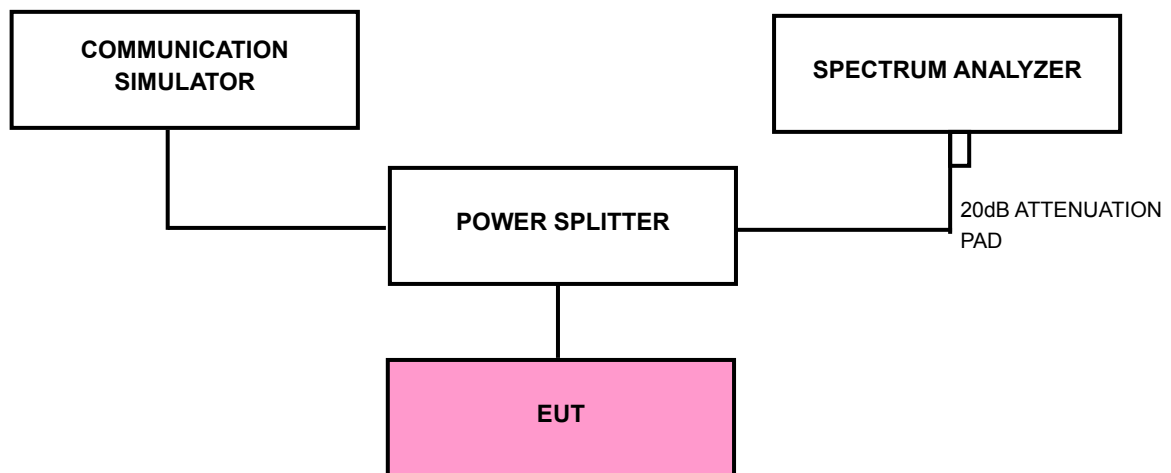 COMMUNICATION
SIMULATOR
SPECTRUM ANALYZER
POWER SPLITTER
20dB ATTENUATION
PAD
EUT